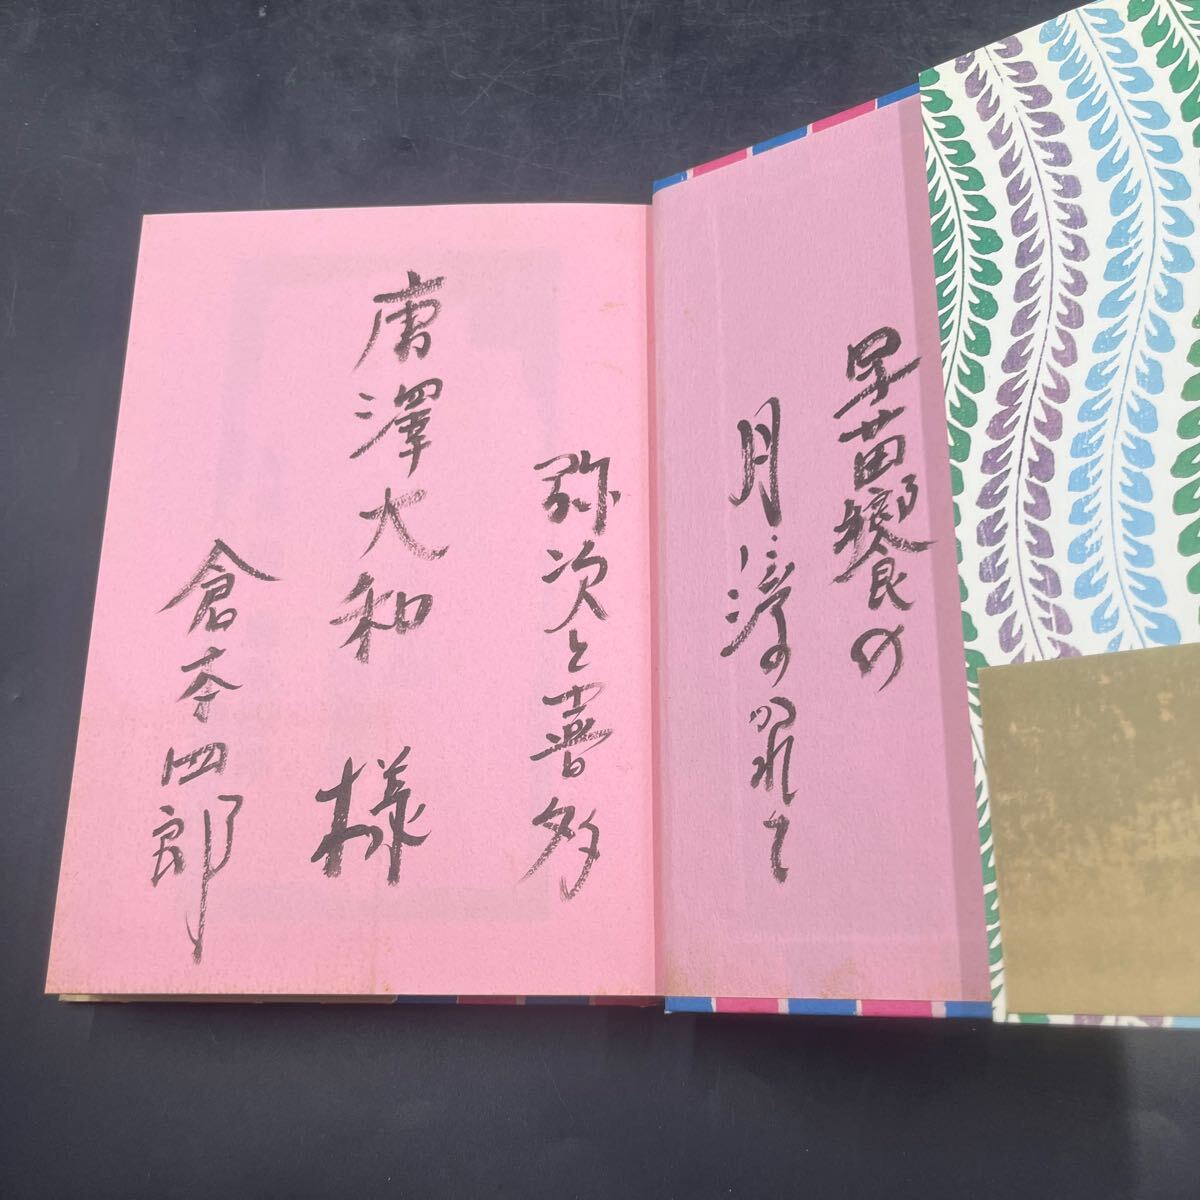 早苗饗の
月に浮かれて
弥次と喜多
唐澤大和 様
倉本四郎